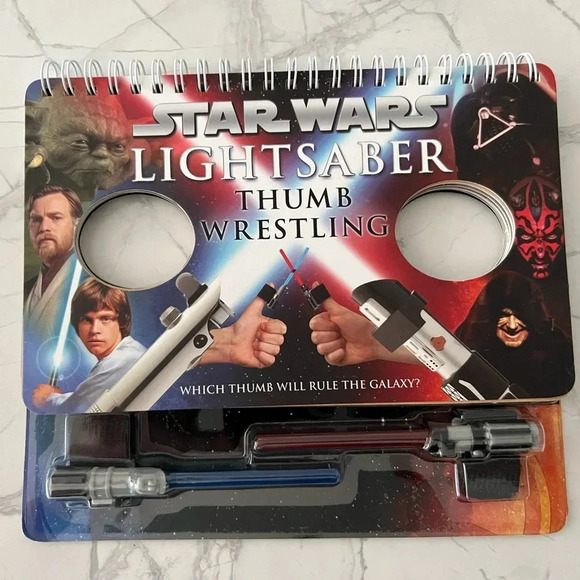 STAR WARS
LIGHTSABER
THUMB
WRESTLING
WHICH THUMB WILL RULE THE GALAXY?